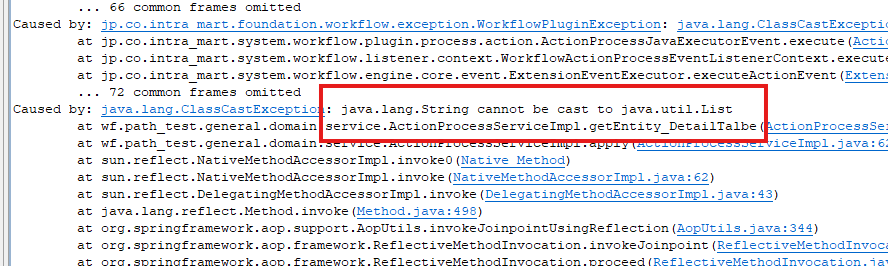 ... 66 common frames omitted
Caused by: jp.co.intra_mart.foundation.workflow.exception.WorkflowPluginException: java.lang.ClassCastExceptio
at jp.co.intra_mart.system.workflow.plugin.process.action.ActionProcessJavaExecutorEvent.execute(Actio
at jp.co.intra_mart.system.workflow.listener.context.WorkflowActionProcessEventListenerContext.execute
at jp.co.intra_mart.system.workflow.engine.core.event.ExtensionEventExecutor.executeActionEvent(Extens
... 72 common frames omitted
Caused by: java.lang.ClassCastException: java.lang.String cannot be cast to java.util.List
at wf.path_test.general.domain.service.ActionProcessServiceImpl.getEntity_DetailTalbe(ActionProcessSer
at wf.path_test.general.domain.service.ActionProcessServiceImpl.apply(ActionProcessServiceImpl.java:62
at sun.reflect.NativeMethodAccessorImpl.invoke0(Native Method)
at sun.reflect.NativeMethodAccessorImpl.invoke(NativeMethodAccessorImpl.java:62)
at sun.reflect.DelegatingMethodAccessorImpl.invoke(DelegatingMethodAccessorImpl.java:43)
at java.lang.reflect.Method.invoke(Method.java:498)
at org.springframework.aop.support.AopUtils.invokeJoinpointUsingReflection(AopUtils.java:344)
at org.springframework.aop.framework.ReflectiveMethodInvocation.invokeJoinpoint(ReflectiveMethodInvoca
at org.springframework.aop.framework.ReflectiveMethodInvocation.proceed(ReflectiveMethodInvocation.jav